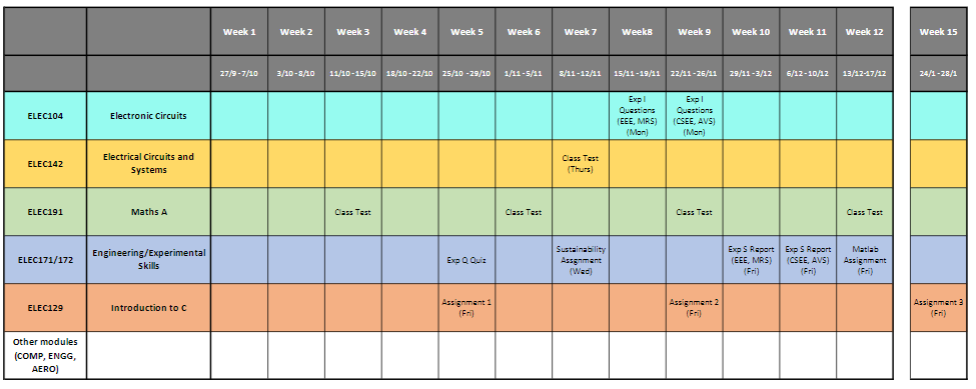 Week 1 Week 2 Week 3 Week 4 Week 5 Week 6 Week 7 Week8 Week 9 Week 10 Week 11 Week 12 Week 15
27/9 -7/10 3/10 -8/10 11/10 -15/10 18/10 -22/10 25/10 -29/10 1/11 -5/11 8/11 -12/11 15/11 -19/11 22/11 -26/11 29/11 -3/12 6/12 -10/12 13/12-17/12 24/1 -28/1
ELEC104 Electronic Circuits
Exp I
Questions
(EEE, MRS)
(Mon)
Exp I
Questions
(CSEE, AVS)
(Mon)
ELEC142
Electrical Circuits and
Systems
Class Test
(Thurs)
ELEC191 Maths A Class Test Class Test Class Test Class Test
ELEC171/172
Engineering/Experimental
Skills
Exp Q Quiz
Sustainability
Assignment
(Wed)
Exp S Report
(EEE, MRS)
(Fri)
Exp S Report
(CSEE, AVS)
(Fri)
Matlab
Assignment
(Fri)
ELEC129 Introduction to C
Assignment 1
(Fri)
Assignment 2
(Fri)
Assignment 3
(Fri)
Other modules
(COMP, ENGG,
AERO)